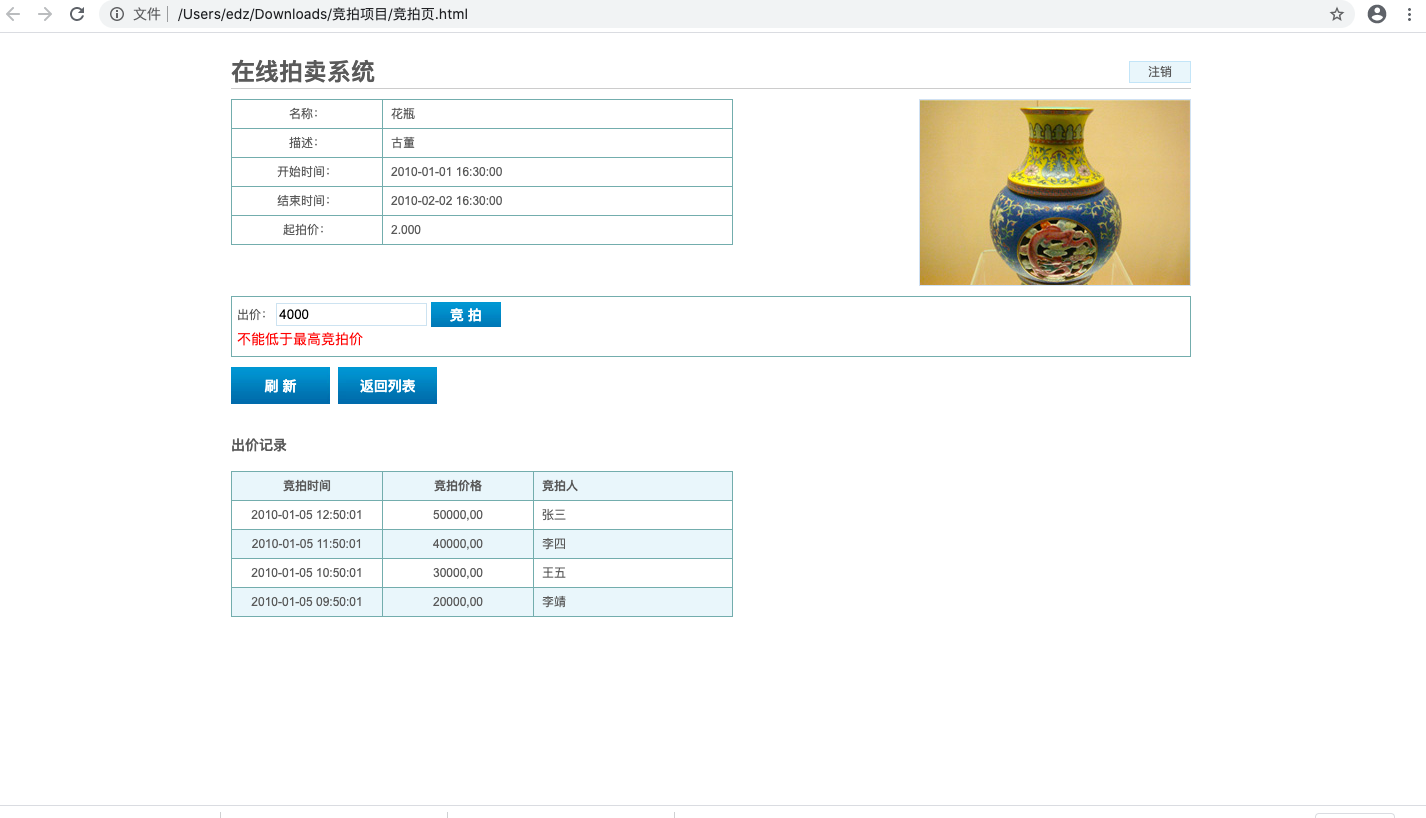 文件 /Users/edz/Downloads/竞拍项目/竞拍页.html
在线拍卖系统 注销
名称： 花瓶
描述： 古董
开始时间： 2010-01-01 16:30:00
结束时间： 2010-02-02 16:30:00
起拍价： 2.000
出价： 4000 竞 拍
不能低于最高竞拍价
刷 新 返回列表
出价记录
竞拍时间 竞拍价格 竞拍人
2010-01-05 12:50:01 50000,00 张三
2010-01-05 11:50:01 40000,00 李四
2010-01-05 10:50:01 30000,00 王五
2010-01-05 09:50:01 20000,00 李靖